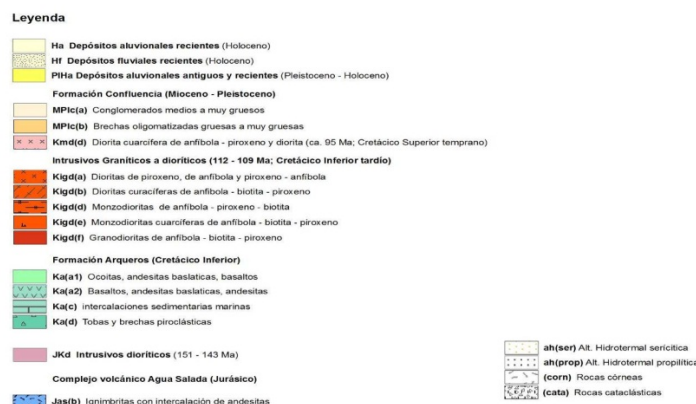 Leyenda
Ha Depósitos aluvionales recientes (Holoceno)
Hf Depósitos fluviales recientes (Holoceno)
PlHa Depósitos aluvionales antiguos y recientes (Pleistoceno - Holoceno)
Formación Confluencia (Mioceno - Pleistoceno)
MPlc(a) Conglomerados medios a muy gruesos
MPlc(b) Brechas oligomatizadas gruesas a muy gruesas
Kmd(d) Diorita cuarcífera de anfíbola - piroxeno y diorita (ca. 95 Ma; Cretácico Superior temprano)
Intrusivos Graníticos a dioríticos (112 - 109 Ma; Cretácico Inferior tardío)
Kigd(a) Dioritas de piroxeno, de anfíbola y piroxeno - anfíbola
Kigd(b) Dioritas curacíferas de anfíbola - biotita - piroxeno
Kigd(d) Monzodioritas de anfíbola - piroxeno - biotita
Kigd(e) Monzodioritas cuarcíferas de anfíbola - biotita - piroxeno
Kigd(f) Granodioritas de anfíbola - biotita - piroxeno
Formación Arqueros (Cretácico Inferior)
Ka(a1) Ocoitas, andesitas baslaticas, basaltos
Ka(a2) Basaltos, andesitas basalticas, andesitas
Ka(c) intercalaciones sedimentarias marinas
Ka(d) Tobas y brechas piroclásticas
JKd Intrusivos dioríticos (151 - 143 Ma)
Complejo volcánico Agua Salada (Jurásico)
Jas(b) Ignimbritas con intercalación de andesitas
ah(ser) Alt. Hidrotermal sericítica
ah(prop) Alt. Hidrotermal propilítica
(corn) Rocas córneas
(cata) Rocas cataclásticas